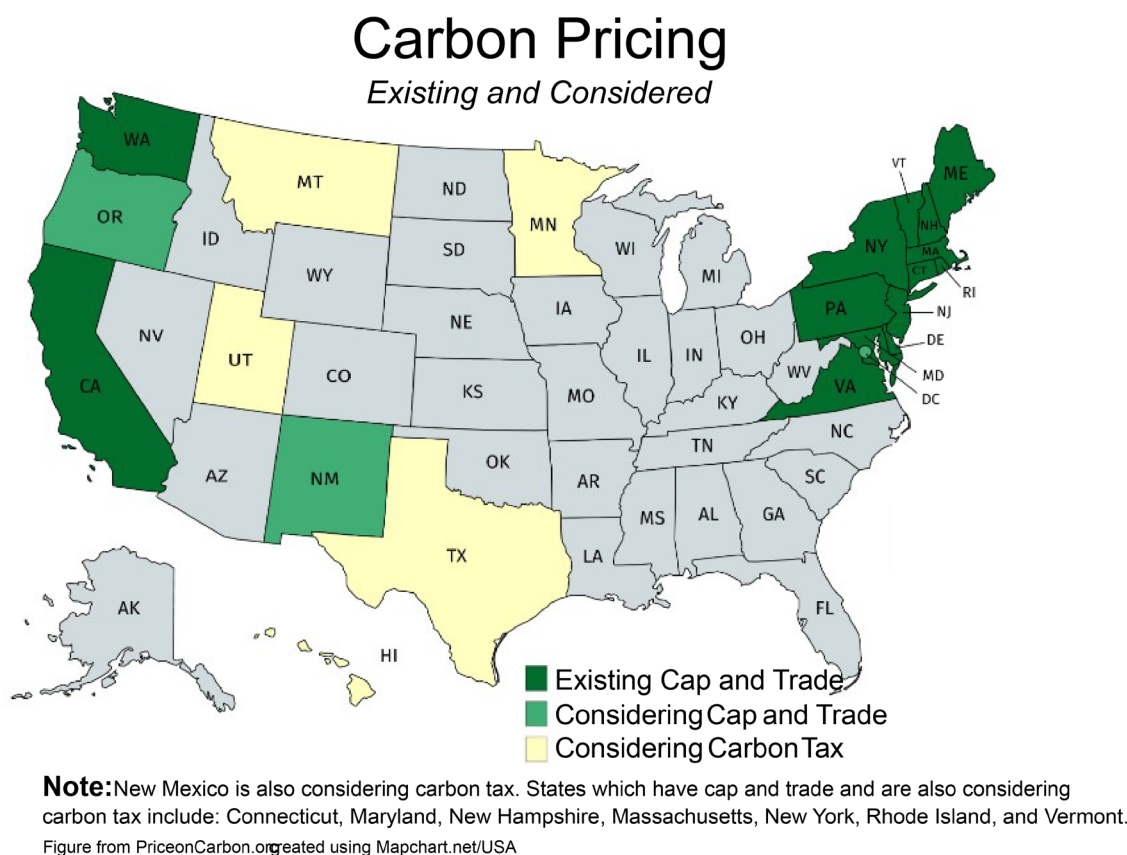 Carbon Pricing
Existing and Considered
WA
MT
ND
MN
VT
ME
OR
ID
SD
WI
NH
NY
MA
WY
MI
CT
RI
NV
NE
IA
PA
NJ
UT
CO
IL
IN
OH
DE
CA
KS
MO
WV
VA
MD
KY
DC
NC
AZ
NM
OK
TN
AR
SC
TX
MS
AL
GA
LA
AK
FL
HI
Existing Cap and Trade
Considering Cap and Trade
Considering Carbon Tax
Note: New Mexico is also considering carbon tax. States which have cap and trade and are also considering
carbon tax include: Connecticut, Maryland, New Hampshire, Massachusetts, New York, Rhode Island, and Vermont.
Figure from PriceonCarbon.org created using Mapchart.net/USA